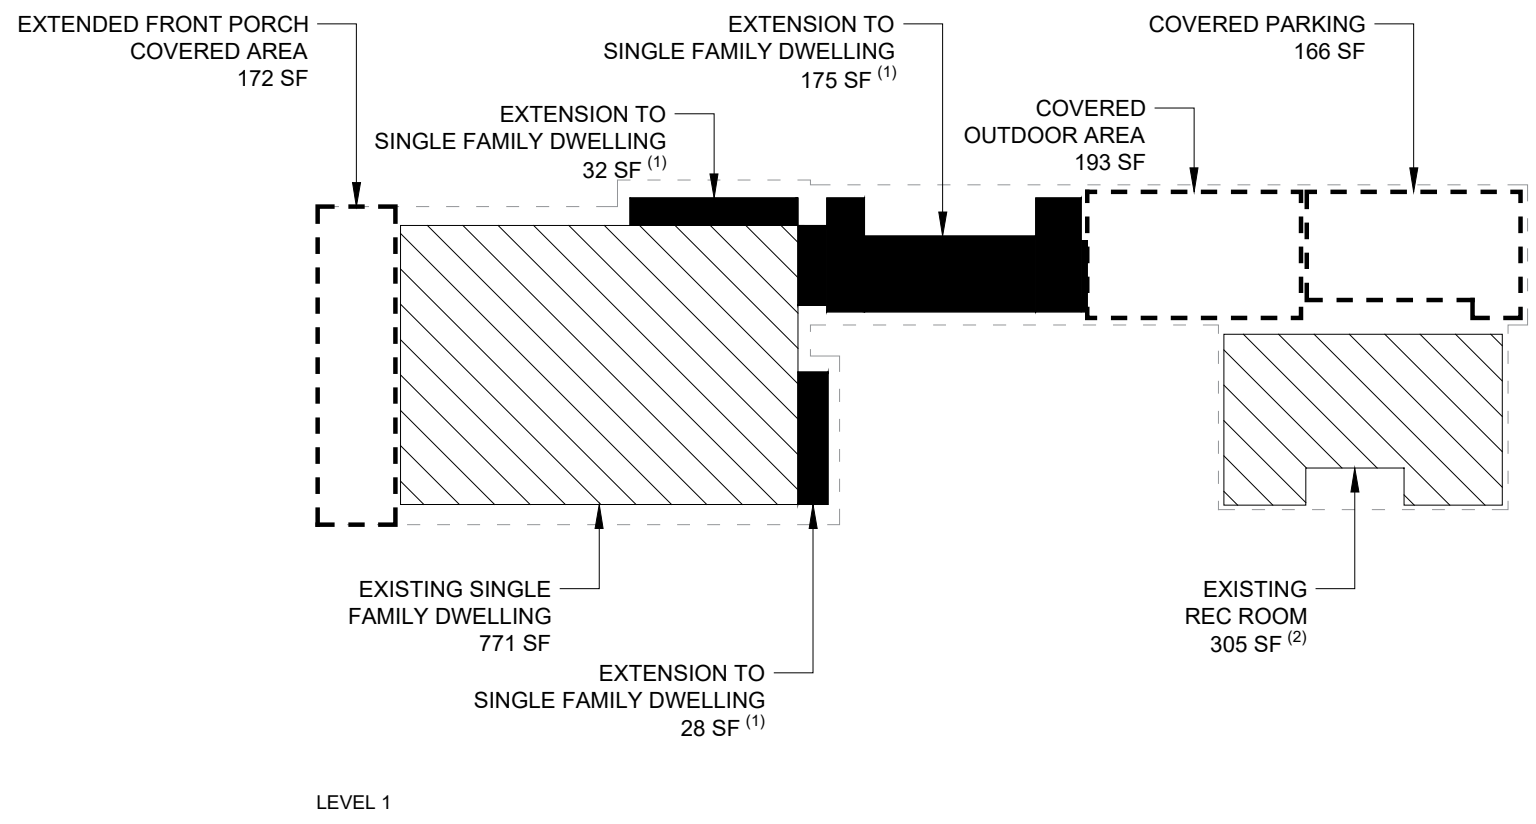 EXTENDED FRONT PORCH
COVERED AREA
172 SF
EXTENSION TO
SINGLE FAMILY DWELLING
175 SF (1)
COVERED PARKING
166 SF
EXTENSION TO
SINGLE FAMILY DWELLING
32 SF (1)
COVERED
OUTDOOR AREA
193 SF
EXISTING SINGLE
FAMILY DWELLING
771 SF
EXISTING
REC ROOM
305 SF (2)
EXTENSION TO
SINGLE FAMILY DWELLING
28 SF (1)
LEVEL 1